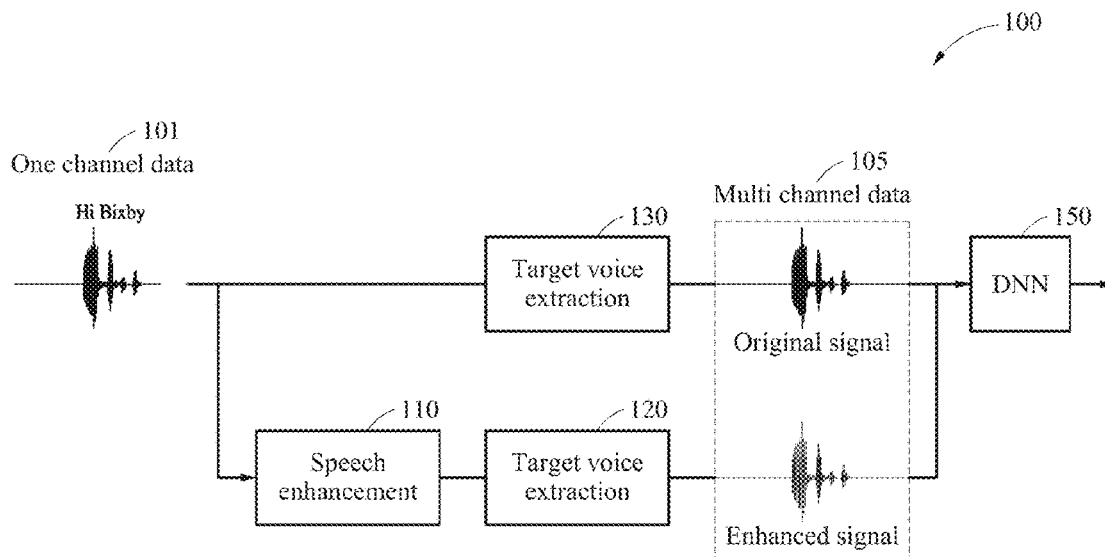 100
101
One channel data
Hi Bixby
105
Multi channel data
130
Target voice
extraction
150
DNN
Original signal
110
Speech
enhancement
120
Target voice
extraction
Enhanced signal